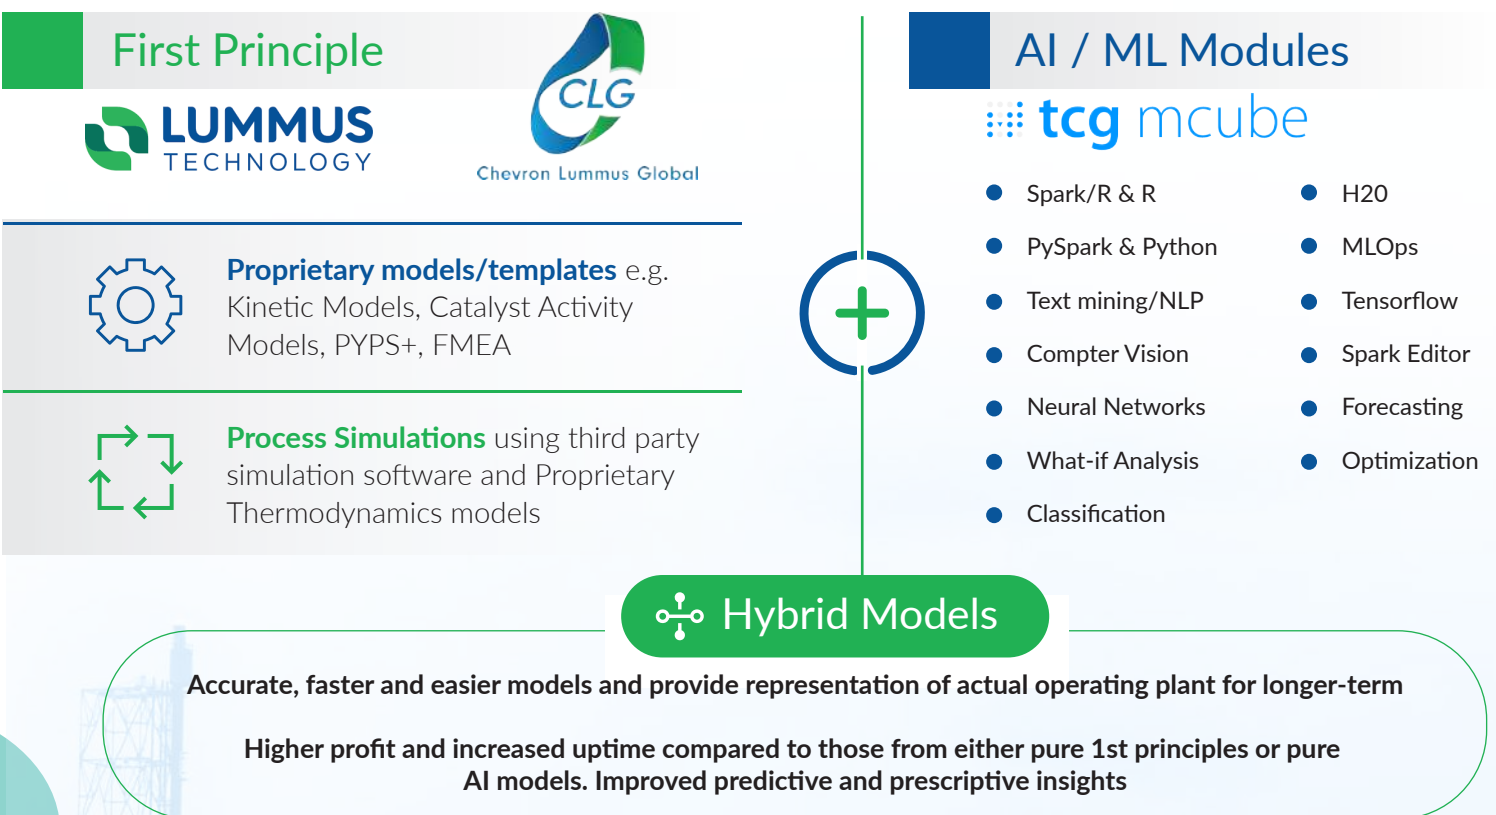 First Principle
LUMMUS
TECHNOLOGY
CLG
Chevron Lummus Global
Proprietary models/templates e.g.
Kinetic Models, Catalyst Activity
Models, PYPS+, FMEA
Process Simulations using third party
simulation software and Proprietary
Thermodynamics models
AI / ML Modules
tcg mcube
Spark/R & R
PySpark & Python
Text mining/NLP
Compter Vision
Neural Networks
What-if Analysis
Classification
H20
MLOps
Tensorflow
Spark Editor
Forecasting
Optimization
Hybrid Models
Accurate, faster and easier models and provide representation of actual operating plant for longer-term
Higher profit and increased uptime compared to those from either pure 1st principles or pure
AI models. Improved predictive and prescriptive insights